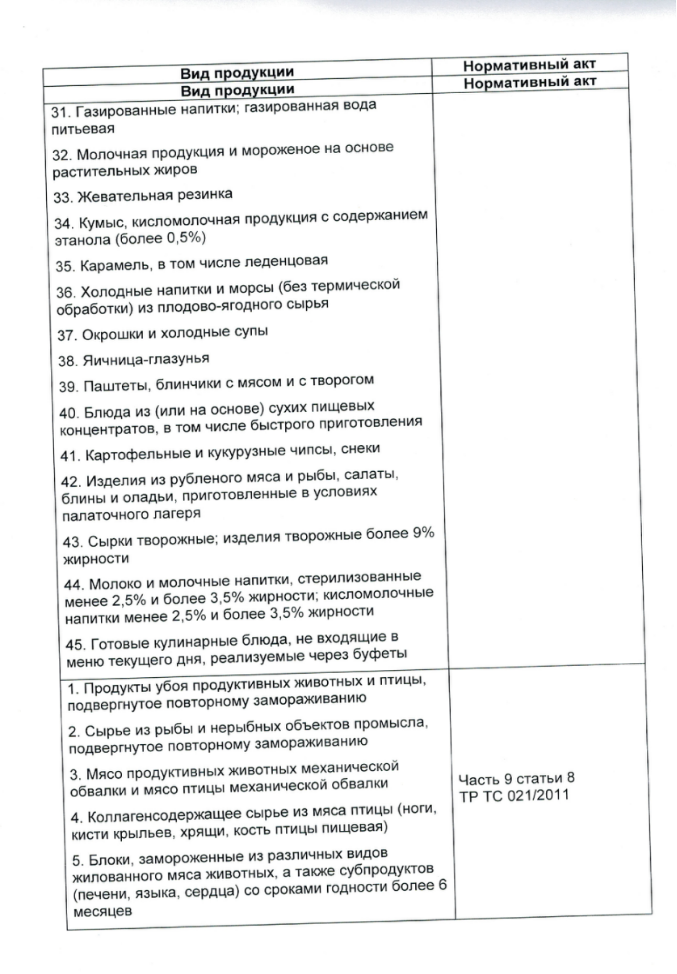 Вид продукции
Нормативный акт
Вид продукции
Нормативный акт
31. Газированные напитки; газированная вода
питьевая
32. Молочная продукция и мороженое на основе
растительных жиров
33. Жевательная резинка
34. Кумыс, кисломолочная продукция с содержанием
этанола (более 0,5%)
35. Карамель, в том числе леденцовая
36. Холодные напитки и морсы (без термической
обработки) из плодово-ягодного сырья
37. Окрошки и холодные супы
38. Яичница-глазунья
39. Паштеты, блинчики с мясом и с творогом
40. Блюда из (или на основе) сухих пищевых
концентратов, в том числе быстрого приготовления
41. Картофельные и кукурузные чипсы, снеки
42. Изделия из рубленого мяса и рыбы, салаты,
блины и оладьи, приготовленные в условиях
палаточного лагеря
43. Сырки творожные; изделия творожные более 9%
жирности
44. Молоко и молочные напитки, стерилизованные
менее 2,5% и более 3,5% жирности; кисломолочные
напитки менее 2,5% и более 3,5% жирности
45. Готовые кулинарные блюда, не входящие в
меню текущего дня, реализуемые через буфеты
1. Продукты убоя продуктивных животных и птицы,
подвергнутое повторному замораживанию
2. Сырье из рыбы и нерыбных объектов промысла,
подвергнутое повторному замораживанию
3. Мясо продуктивных животных механической
обвалки и мясо птицы механической обвалки
4. Коллагенсодержащее сырье из мяса птицы (ноги,
кисти крыльев, хрящи, кость птицы пищевая)
5. Блоки, замороженные из различных видов
жилованного мяса животных, а также субпродуктов
(печени, языка, сердца) со сроками годности более 6
месяцев
Часть 9 статьи 8
ТР ТС 021/2011